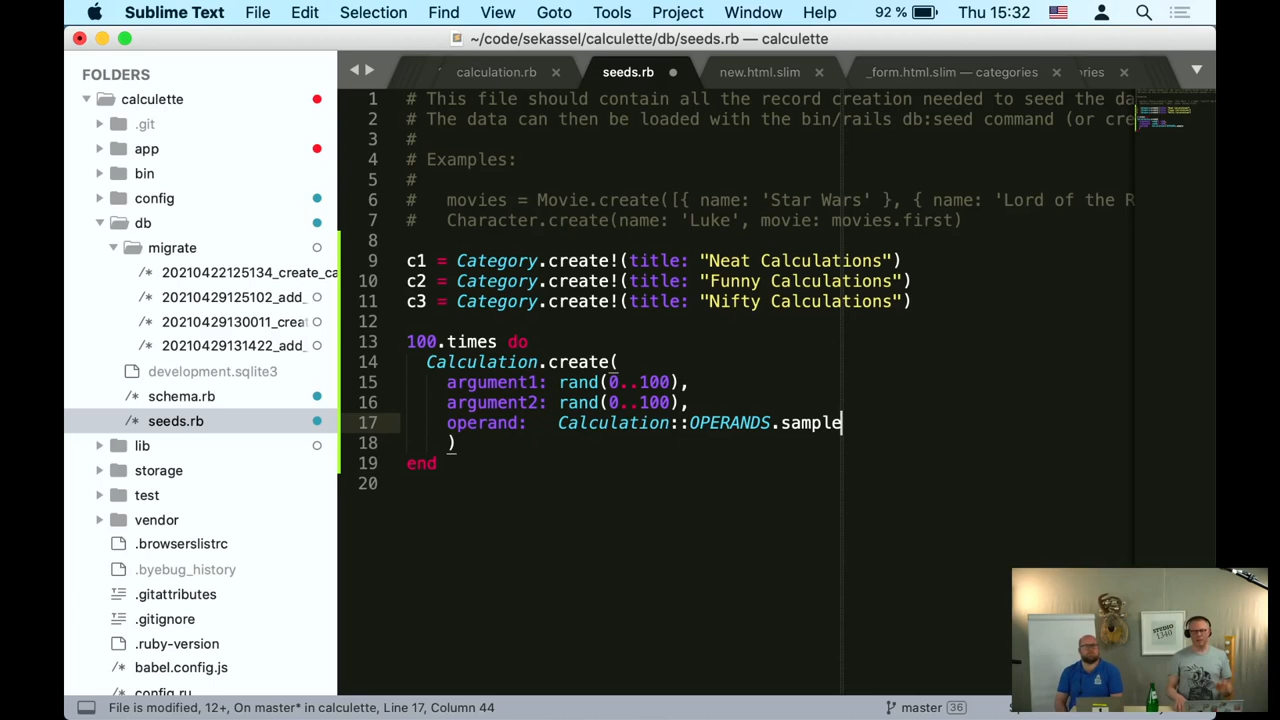 Sublime Text File Edit Selection Find View Goto Tools Project Window Help 92 % Thu 15:32
~/code/sekassel/calculette/db/seeds.rb — calculette
FOLDERS
calculette
.git
app
bin
config
db
migrate
20210422125134_create_ca
20210429125102_add_
20210429130011_crea
20210429131422_add_
development.sqlite3
schema.rb
seeds.rb
lib
storage
test
vendor
.browserslistrc
.byebug_history
.gitattributes
.gitignore
.ruby-version
babel.config.js
config.ru
calculation.rb × seeds.rb new.html.slim × _form.html.slim — categories × ories ×
1 # This file should contain all the record creation needed to seed the da
2 # The data can then be loaded with the bin/rails db:seed command (or cre
3 #
4 # Examples:
5 #
6 # movies = Movie.create([{ name: 'Star Wars' }, { name: 'Lord of the R
7 # Character.create(name: 'Luke', movie: movies.first)
8
9 c1 = Category.create!(title: "Neat Calculations")
10 c2 = Category.create!(title: "Funny Calculations")
11 c3 = Category.create!(title: "Nifty Calculations")
12
13 100.times do
14 Calculation.create(
15 argument1: rand(0..100),
16 argument2: rand(0..100),
17 operand: Calculation::OPERANDS.sample
18 )
19 end
20
STUDIO
1340
File is modified, 12+, On master* in calculette, Line 17, Column 44 master 36